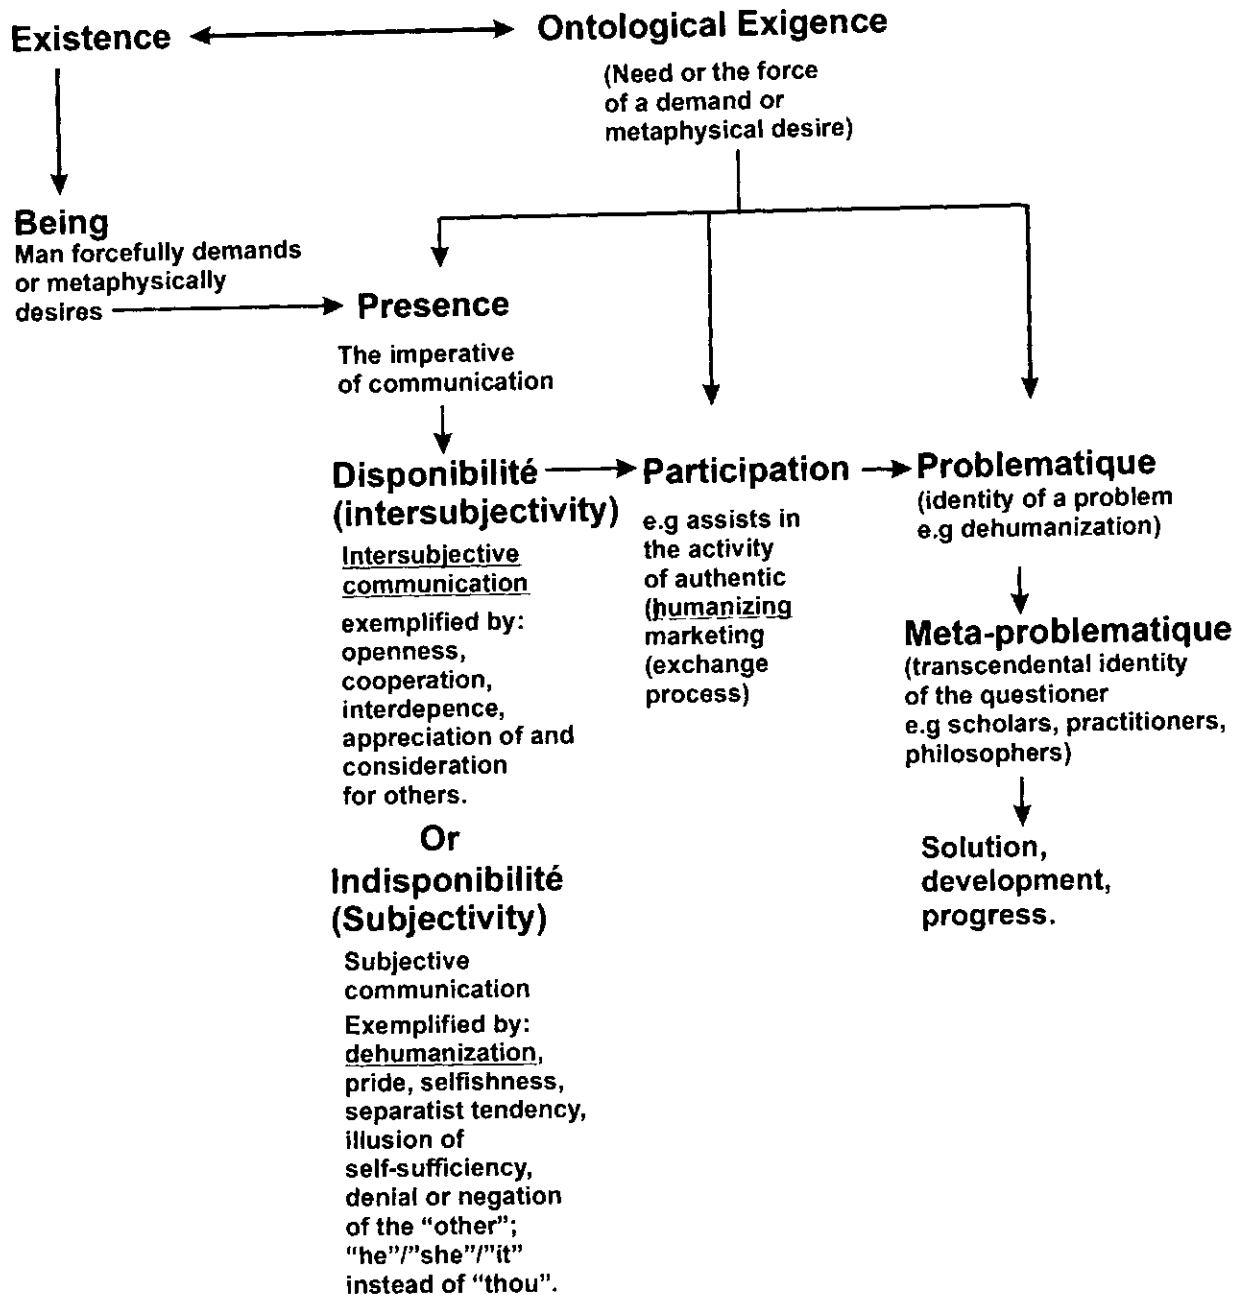 Existence
Ontological Exigence
(Need or the force
of a demand or
metaphysical desire)
Being
Man forcefully demands
or metaphysically
desires
Presence
The imperative
of communication
Disponibilité
(intersubjectivity)
Intersubjective
communication
exemplified by:
openness,
cooperation,
interdepence,
appreciation of and
consideration
for others.
Or
Indisponibilité
(Subjectivity)
Subjective
communication
Exemplified by:
dehumanization,
pride, selfishness,
separatist tendency,
illusion of
self-sufficiency,
denial or negation
of the “other”;
“he”/”she”/”it”
instead of “thou”.
Participation
e.g assists in
the activity
of authentic
(humanizing
marketing
(exchange
process)
Problematique
(identity of a problem
e.g dehumanization)
Meta-problematique
(transcendental identity
of the questioner
e.g scholars, practitioners,
philosophers)
Solution,
development,
progress.